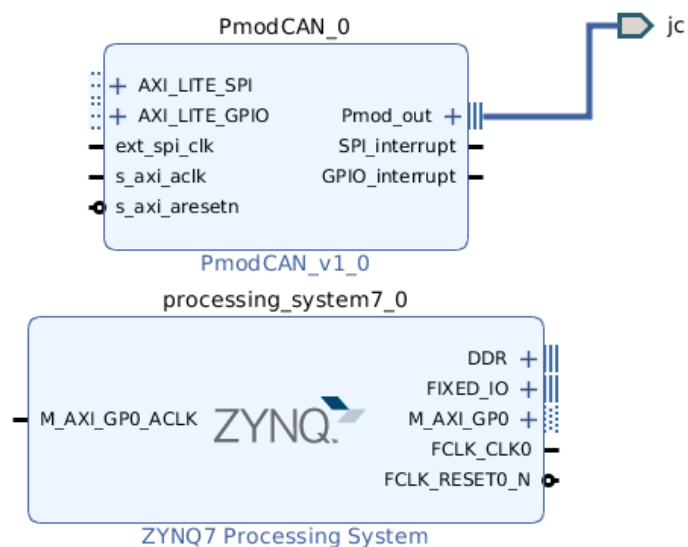 PmodCAN_0
jc
AXI_LITE_SPI
AXI_LITE_GPIO
Pmod_out
ext_spi_clk
SPI_interrupt
s_axi_aclk
GPIO_interrupt
s_axi_aresetn
PmodCAN_v1_0
processing_system7_0
DDR
FIXED_IO
M_AXI_GP0_ACLK
ZYNQ
M_AXI_GP0
FCLK_CLK0
FCLK_RESET0_N
ZYNQ7 Processing System